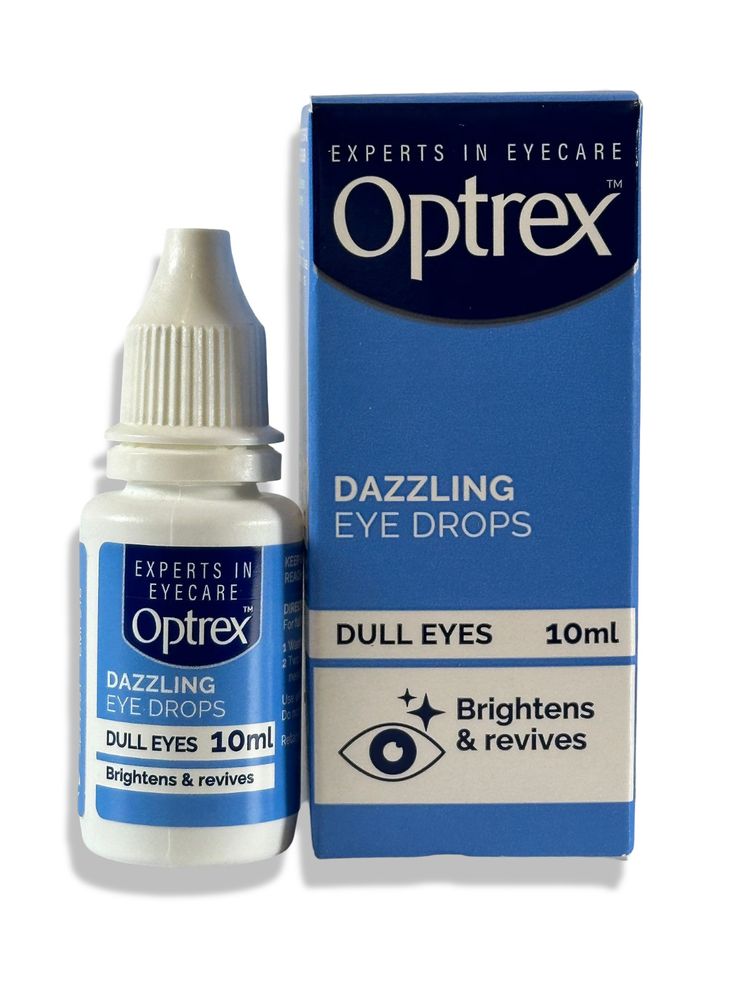 EXPERTS IN EYECARE
Optrex™
DAZZLING
EYE DROPS
DULL EYES 10ml
Brightens
& revives
EXPERTS IN
EYECARE
Optrex™
DAZZLING
EYE DROPS
DULL EYES 10ml
Brightens & revives